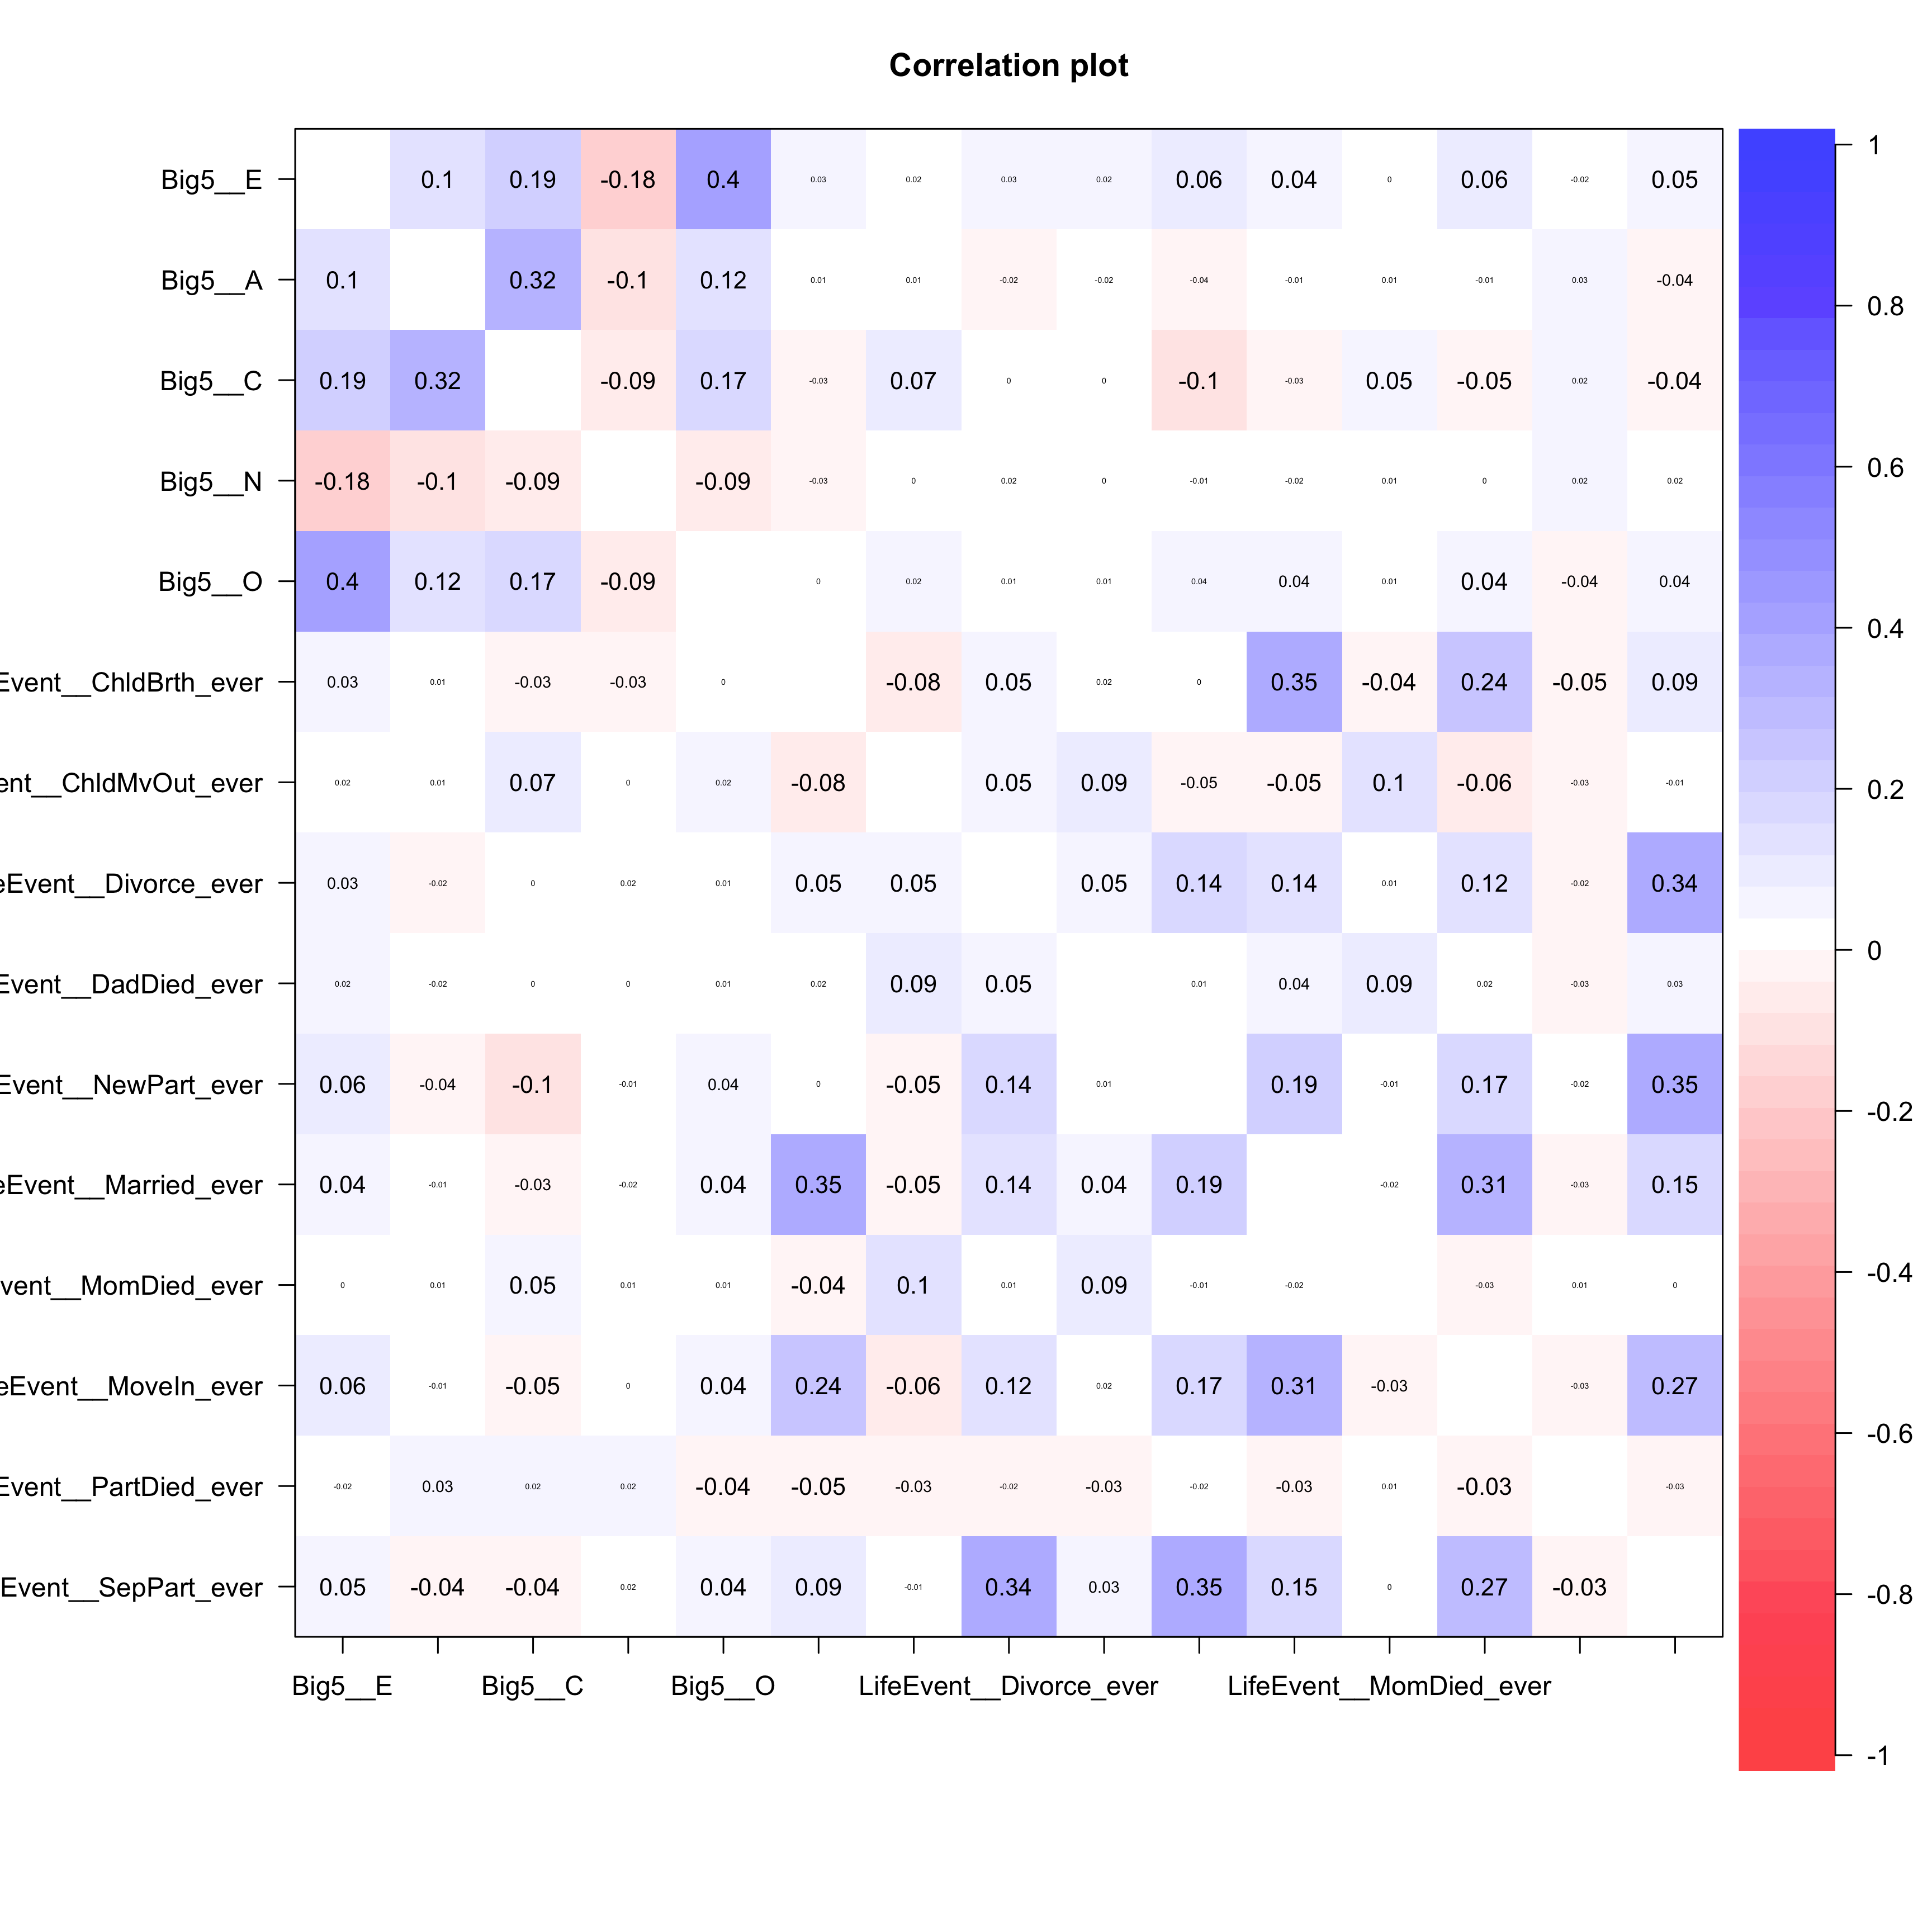 Correlation plot
Big5__E 0.1 0.19 -0.18 0.4 0.03 0.02 0.03 0.02 0.06 0.04 0 0.06 -0.02 0.05
Big5__A 0.1 0.32 -0.1 0.12 0.01 0.01 -0.02 -0.02 -0.04 -0.01 0.01 -0.01 0.03 -0.04
Big5__C 0.19 0.32 -0.09 0.17 -0.03 0.07 0 0 -0.1 -0.03 0.05 -0.05 0.02 -0.04
Big5__N -0.18 -0.1 -0.09 -0.09 -0.03 0 0.02 0 -0.01 -0.02 0.01 0 0.02 0.02
Big5__O 0.4 0.12 0.17 -0.09 0 0.02 0.01 0.01 0.04 0.04 0.01 0.04 -0.04 0.04
Event__ChldBrth_ever 0.03 0.01 -0.03 -0.03 0 -0.08 0.05 0.02 0 0.35 -0.04 0.24 -0.05 0.09
ent__ChldMvOut_ever 0.02 0.01 0.07 0 0.02 -0.08 0.05 0.09 -0.05 -0.05 0.1 -0.06 -0.03 -0.01
eEvent__Divorce_ever 0.03 -0.02 0 0.02 0.01 0.05 0.05 0.05 0.14 0.14 0.01 0.12 -0.02 0.34
Event__DadDied_ever 0.02 -0.02 0 0 0.01 0.02 0.09 0.05 0.01 0.04 0.09 0.02 -0.03 0.03
Event__NewPart_ever 0.06 -0.04 -0.1 -0.01 0.04 0 -0.05 0.14 0.01 0.19 -0.01 0.17 -0.02 0.35
eEvent__Married_ever 0.04 -0.01 -0.03 -0.02 0.04 0.35 -0.05 0.14 0.04 0.19 -0.02 0.31 -0.03 0.15
vent__MomDied_ever 0 0.01 0.05 0.01 0.01 -0.04 0.1 0.01 0.09 -0.01 -0.02 -0.03 0.01 0
eEvent__MoveIn_ever 0.06 -0.01 -0.05 0 0.04 0.24 -0.06 0.12 0.02 0.17 0.31 -0.03 -0.03 0.27
Event__PartDied_ever -0.02 0.03 0.02 0.02 -0.04 -0.05 -0.03 -0.02 -0.03 -0.02 -0.03 0.01 -0.03 -0.03
Event__SepPart_ever 0.05 -0.04 -0.04 0.02 0.04 0.09 -0.01 0.34 0.03 0.35 0.15 0 0.27 -0.03
Big5__E Big5__C Big5__O LifeEvent__Divorce_ever LifeEvent__MomDied_ever
1
0.8
0.6
0.4
0.2
0
-0.2
-0.4
-0.6
-0.8
-1